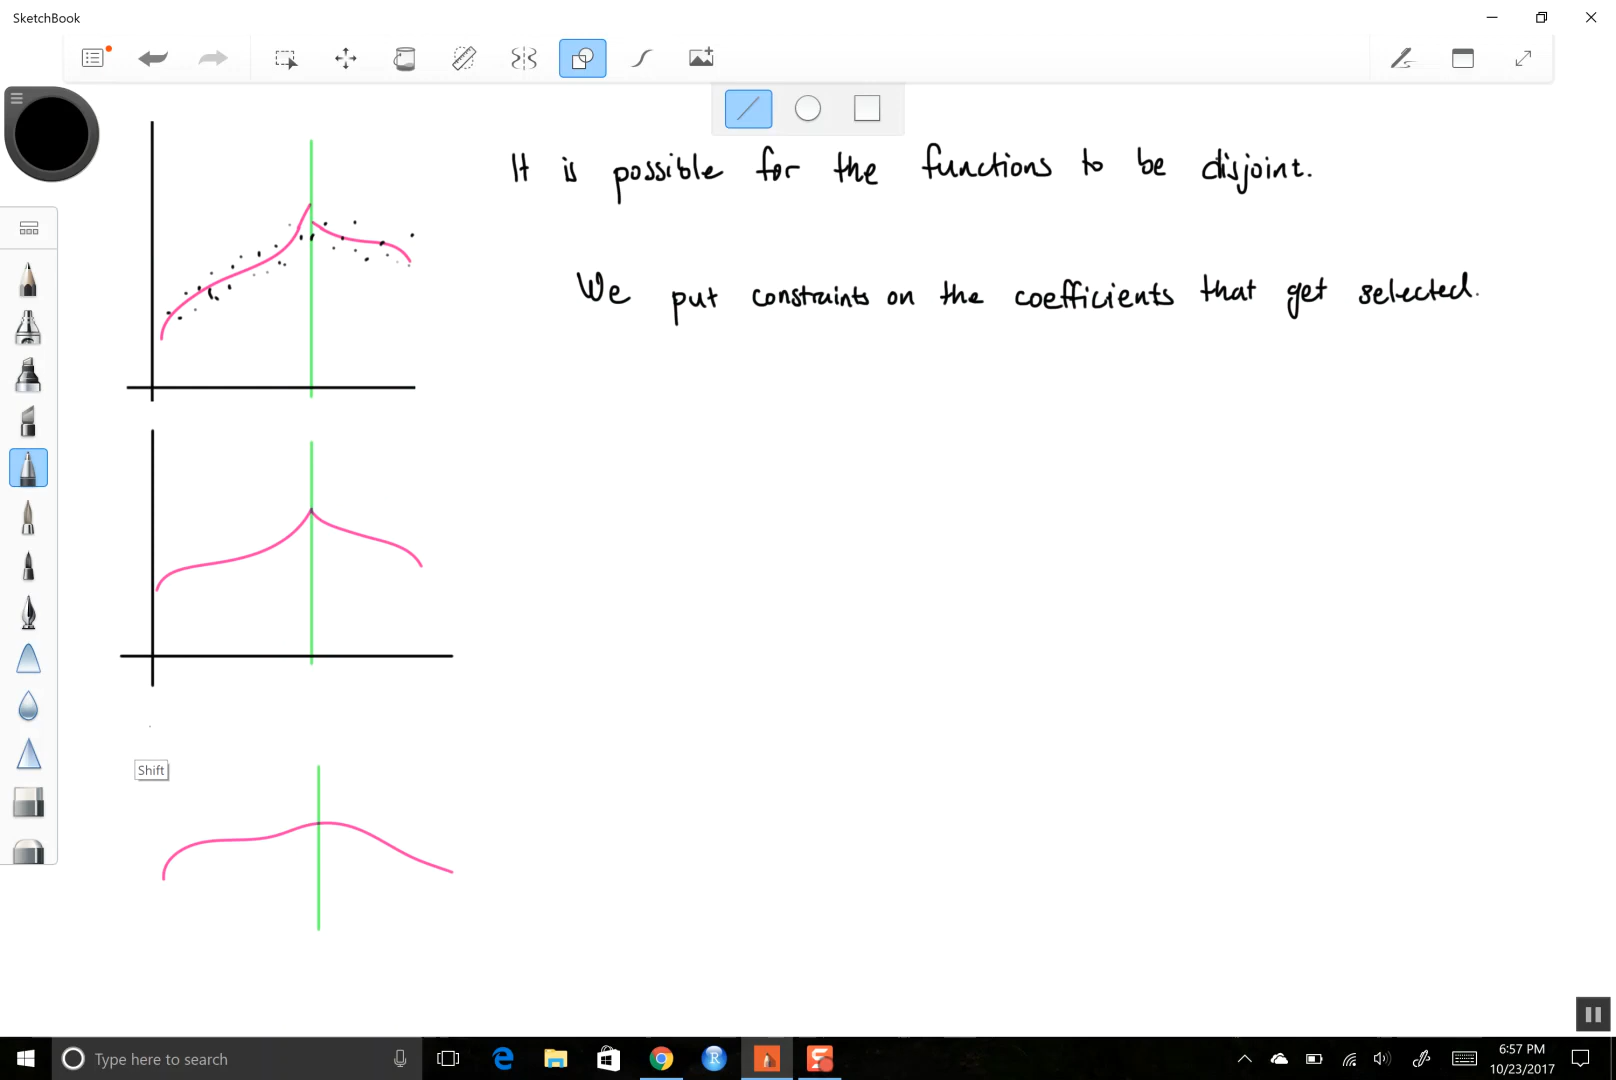 SketchBook
It is possible for the functions to be disjoint.
We put constraints on the coefficients that get selected.
Shift
Type here to search
6:57 PM
10/23/2017